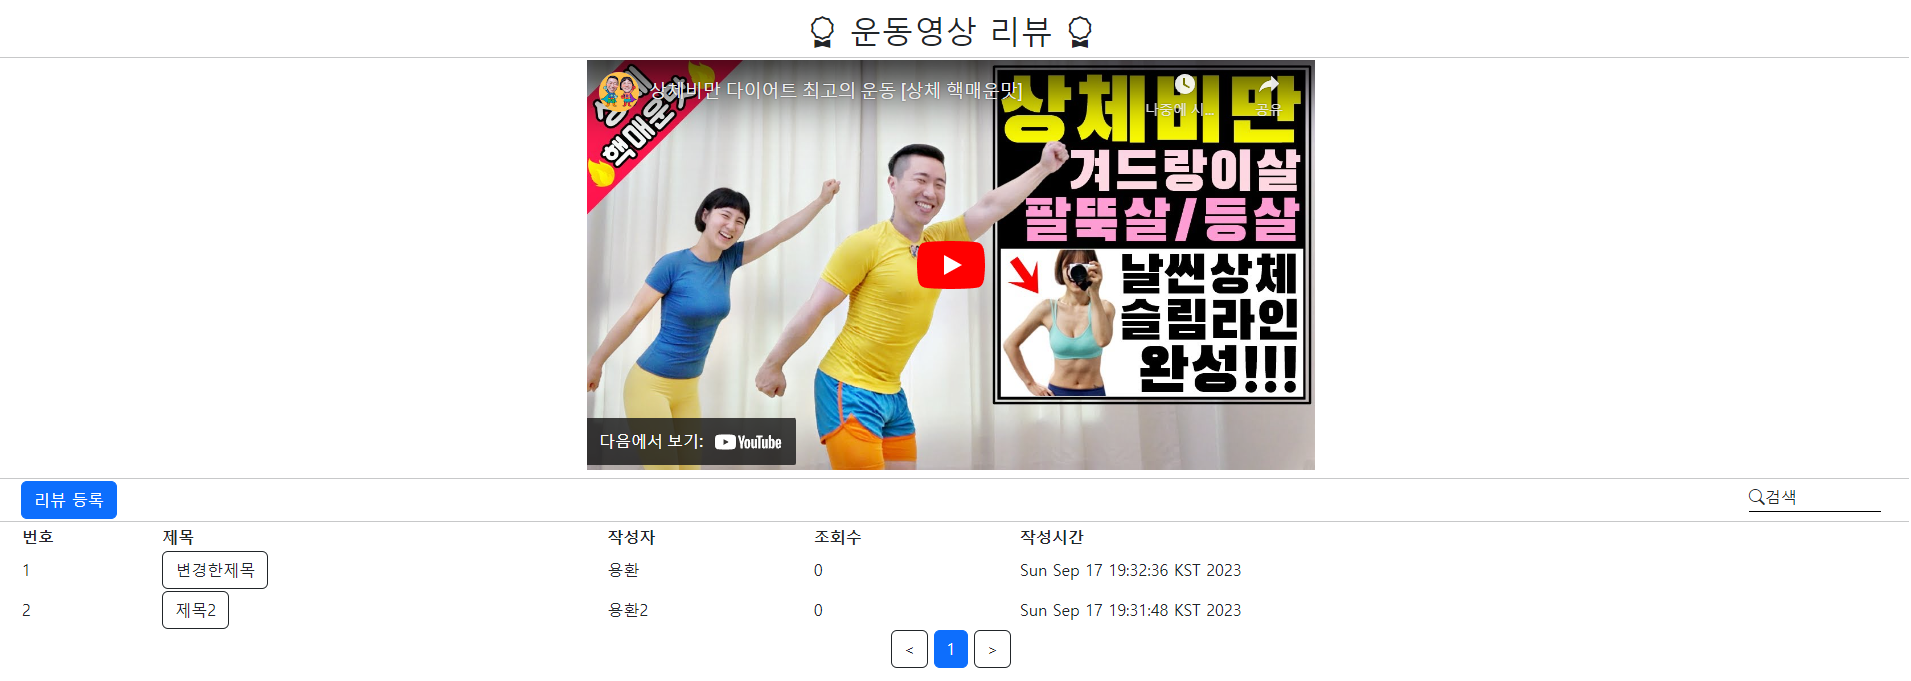 운동영상 리뷰
상체비만 다이어트 최고의 운동 [상체 핵매운맛]
나중에 시...
공유
상체
핵매운맛
상체비만
겨드랑이살
팔뚝살/등살
날씬상체
슬림라인
완성!!!
다음에서 보기: YouTube
리뷰 등록
검색
번호 제목 작성자 조회수 작성시간
1 변경한제목 용환 0 Sun Sep 17 19:32:36 KST 2023
2 제목2 용환2 0 Sun Sep 17 19:31:48 KST 2023
< 1 >